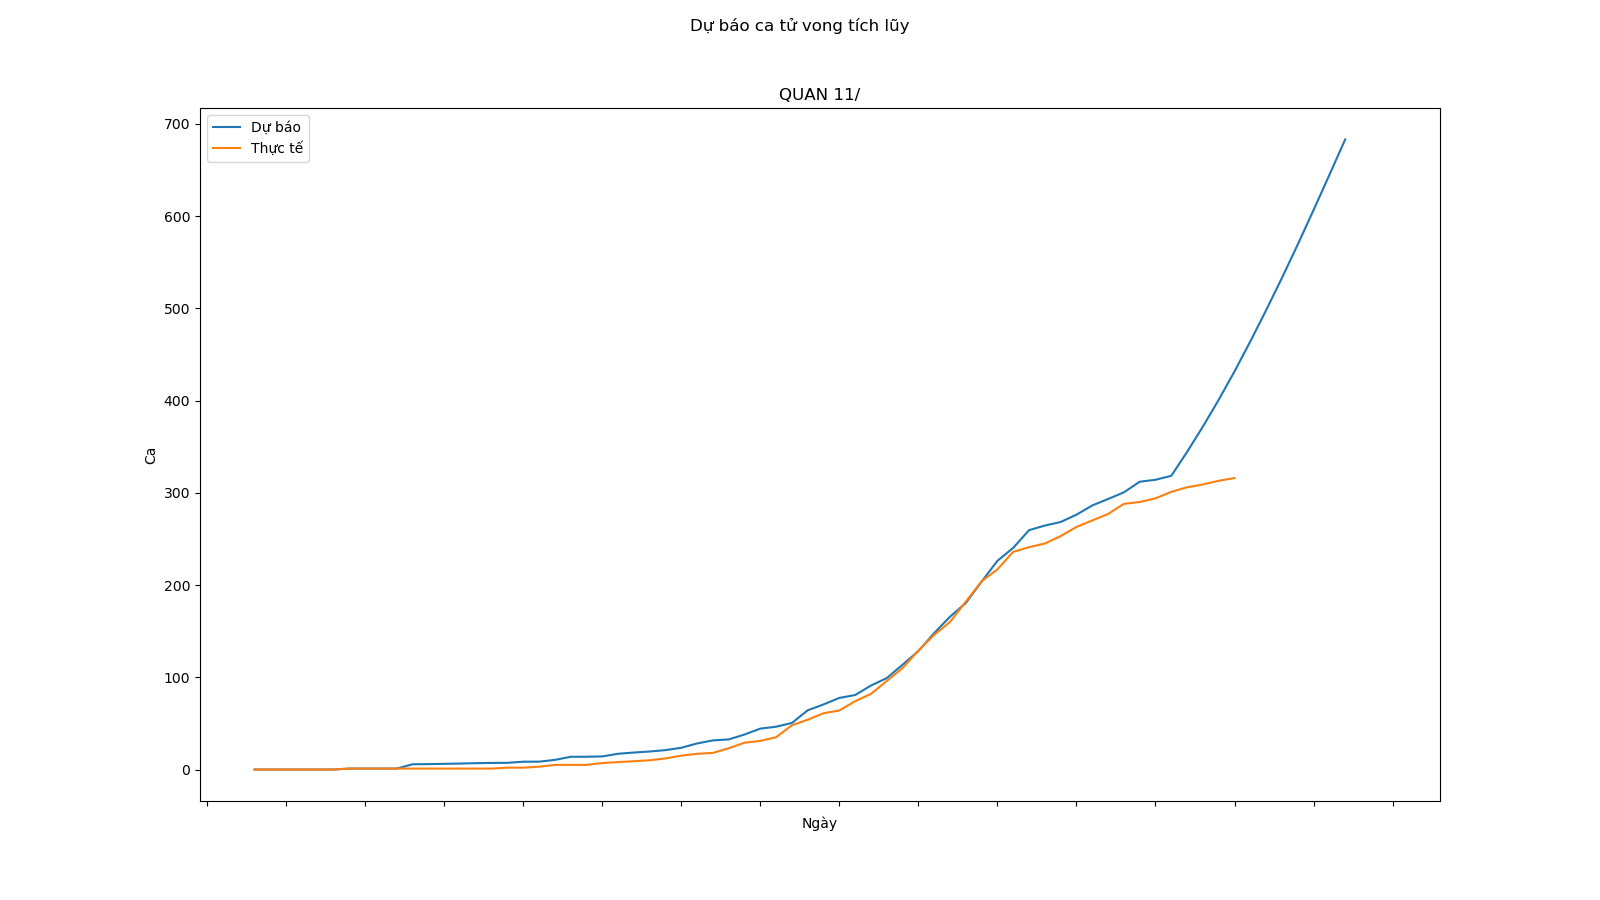 Dự báo ca tử vong tích lũy
QUAN 11/
Dự báo
Thực tế
700
600
500
400
300
200
100
0
Ca
Ngày